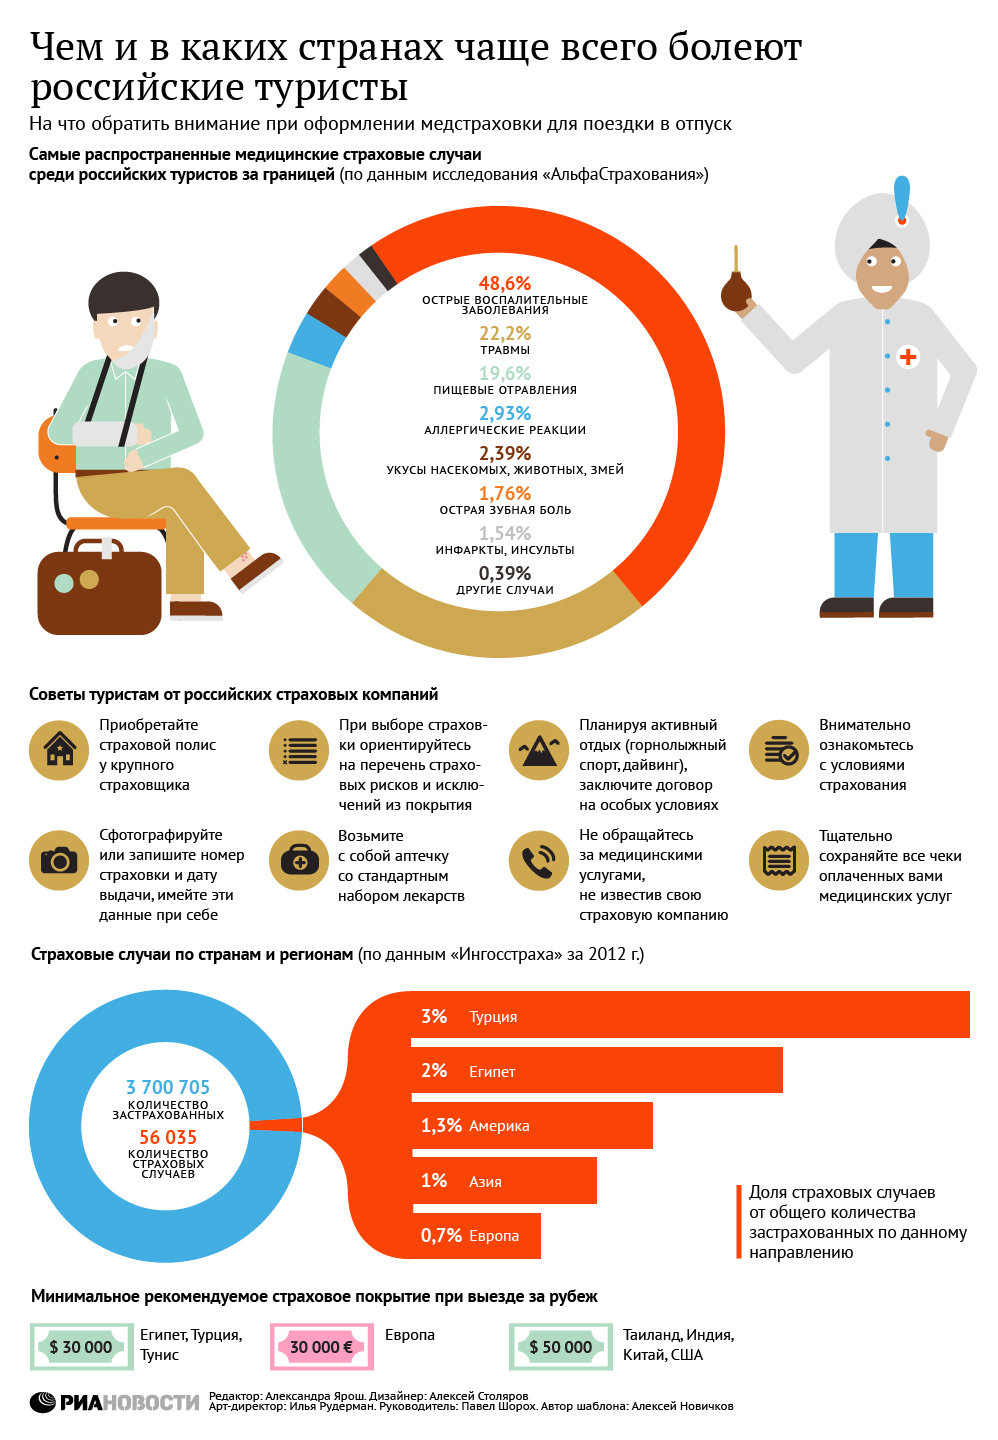 Чем и в каких странах чаще всего болеют
российские туристы
На что обратить внимание при оформлении медстраховки для поездки в отпуск
Самые распространенные медицинские страховые случаи
среди российских туристов за границей (по данным исследования «АльфаСтрахования»)
48,6%
ОСТРЫЕ ВОСПАЛИТЕЛЬНЫЕ
ЗАБОЛЕВАНИЯ
22,2%
ТРАВМЫ
19,6%
ПИЩЕВЫЕ ОТРАВЛЕНИЯ
2,93%
АЛЛЕРГИЧЕСКИЕ РЕАКЦИИ
2,39%
УКУСЫ НАСЕКОМЫХ, ЖИВОТНЫХ, ЗМЕЙ
1,76%
ОСТРАЯ ЗУБНАЯ БОЛЬ
1,54%
ИНФАРКТЫ, ИНСУЛЬТЫ
0,39%
ДРУГИЕ СЛУЧАИ
Советы туристам от российских страховых компаний
Приобретайте
страховой полис
у крупного
страховщика
При выборе страхов-
ки ориентируйтесь
на перечень страхо-
вых рисков и исклю-
чений из покрытия
Планируя активный
отдых (горнолыжный
спорт, дайвинг),
заключите договор
на особых условиях
Внимательно
ознакомьтесь
с условиями
страхования
Сфотографируйте
или запишите номер
страховки и дату
выдачи, имейте эти
данные при себе
Возьмите
с собой аптечку
со стандартным
набором лекарств
Не обращайтесь
за медицинскими
услугами,
не известив свою
страховую компанию
Тщательно
сохраняйте все чеки
оплаченных вами
медицинских услуг
Страховые случаи по странам и регионам (по данным «Ингосстраха» за 2012 г.)
3 700 705
КОЛИЧЕСТВО
ЗАСТРАХОВАННЫХ
56 035
КОЛИЧЕСТВО
СТРАХОВЫХ
СЛУЧАЕВ
3% Турция
2% Египет
1,3% Америка
1% Азия
0,7% Европа
Доля страховых случаев
от общего количества
застрахованных по данному
направлению
Минимальное рекомендуемое страховое покрытие при выезде за рубеж
$ 30 000
Египет, Турция,
Тунис
30 000 €
Европа
$ 50 000
Таиланд, Индия,
Китай, США
РИАНОВОСТИ
Редактор: Александра Ярош. Дизайнер: Алексей Столяров
Арт-директор: Илья Рудерман. Руководитель: Павел Шорох. Автор шаблона: Алексей Новичков